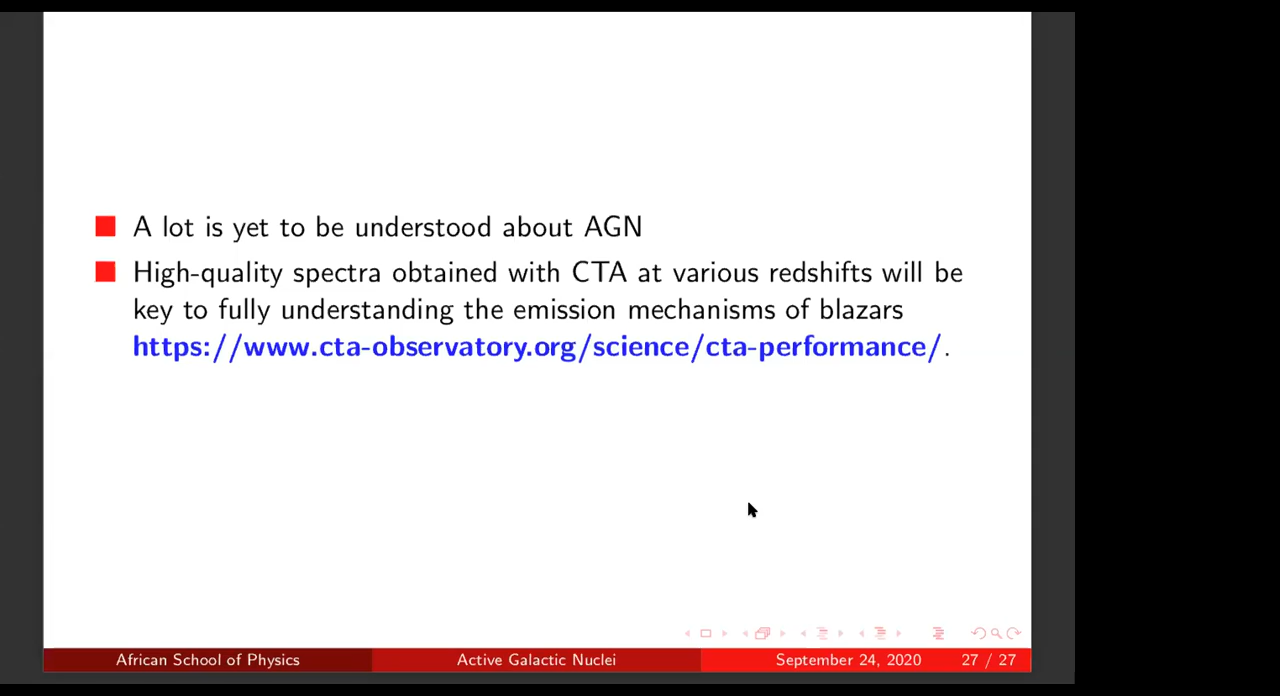 A lot is yet to be understood about AGN
High-quality spectra obtained with CTA at various redshifts will be
key to fully understanding the emission mechanisms of blazars
https://www.cta-observatory.org/science/cta-performance/.
African School of Physics Active Galactic Nuclei September 24, 2020 27 / 27